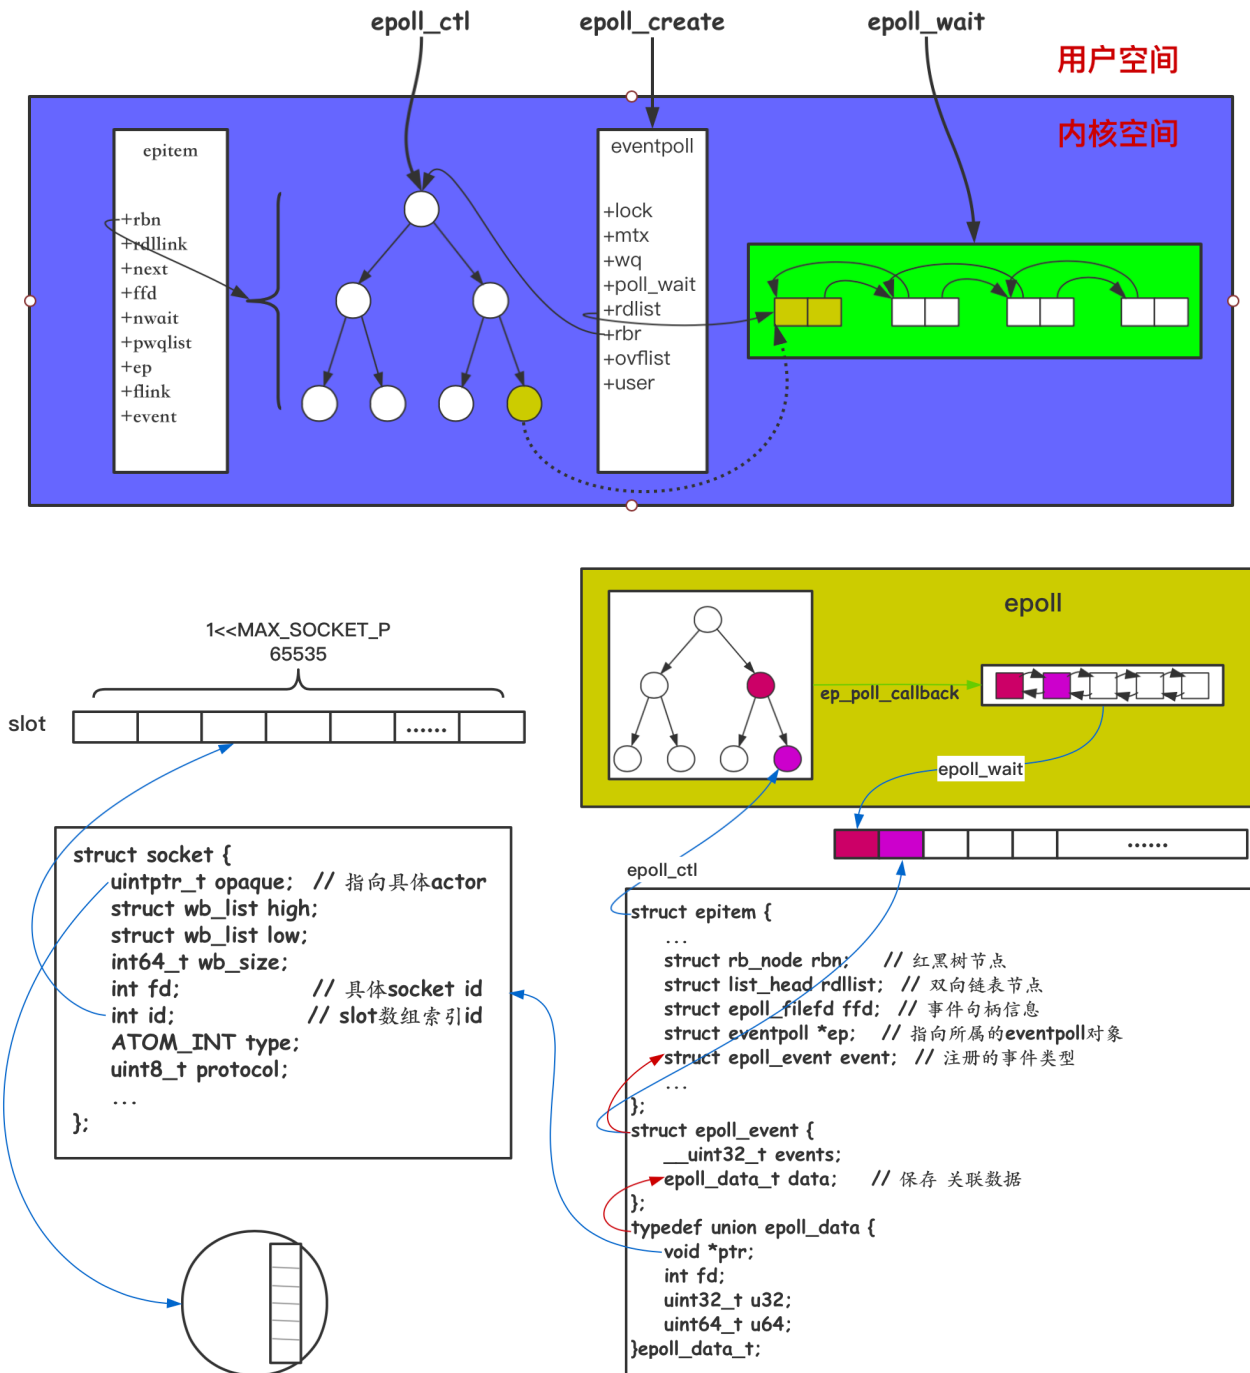 epoll_ctl
epoll_create
epoll_wait
用户空间
内核空间
epitem
+rbn
+rdllink
+next
+ffd
+nwait
+pwqlist
+ep
+flink
+event
eventpoll
+lock
+mtx
+wq
+poll_wait
+rdlist
+rbr
+ovflist
+user
1<<MAX_SOCKET_P
65535
slot
......
epoll
ep_poll_callback
epoll_wait
......
epoll_ctl
struct socket {
uintptr_t opaque; // 指向具体actor
struct wb_list high;
struct wb_list low;
int64_t wb_size;
int fd; // 具体socket id
int id; // slot数组索引id
ATOM_INT type;
uint8_t protocol;
...
};
struct epitem {
...
struct rb_node rbn; // 红黑树节点
struct list_head rdllist; // 双向链表节点
struct epoll_filefd ffd; // 事件句柄信息
struct eventpoll *ep; // 指向所属的eventpoll对象
struct epoll_event event; // 注册的事件类型
...
};
struct epoll_event {
__uint32_t events;
epoll_data_t data; // 保存 关联数据
};
typedef union epoll_data {
void *ptr;
int fd;
uint32_t u32;
uint64_t u64;
}epoll_data_t;